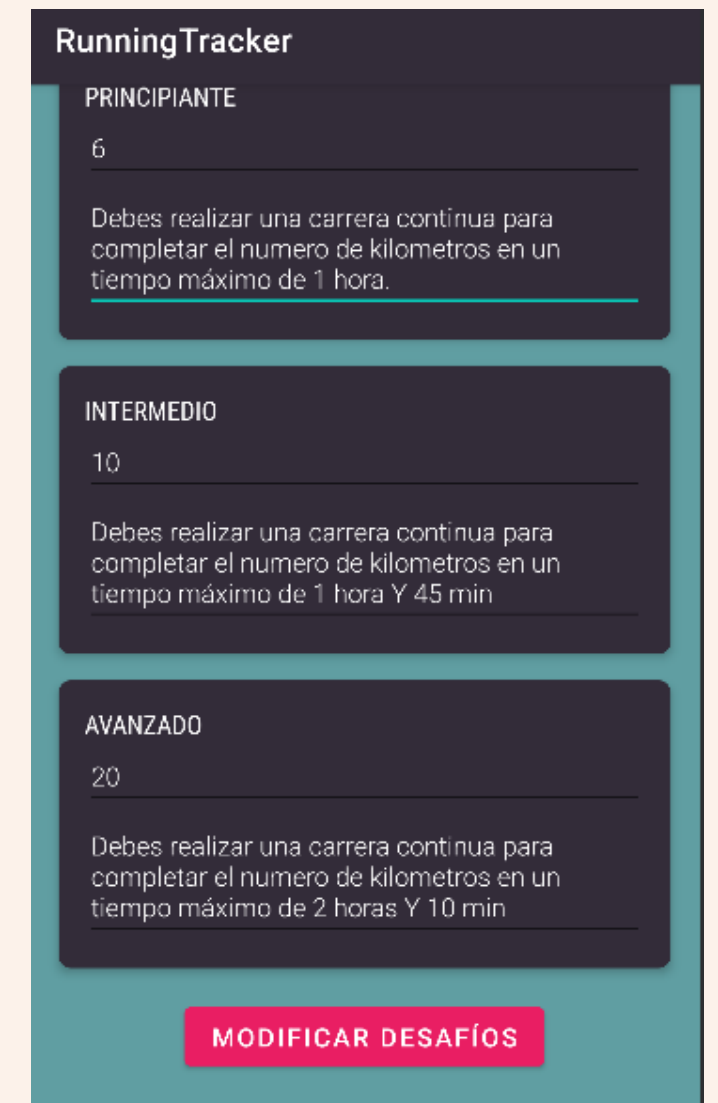 RunningTracker
PRINCIPIANTE
6
Debes realizar una carrera continua para
completar el numero de kilometros en un
tiempo máximo de 1 hora.
INTERMEDIO
10
Debes realizar una carrera continua para
completar el numero de kilometros en un
tiempo máximo de 1 hora Y 45 min
AVANZADO
20
Debes realizar una carrera continua para
completar el numero de kilometros en un
tiempo máximo de 2 horas Y 10 min
MODIFICAR DESAFÍOS